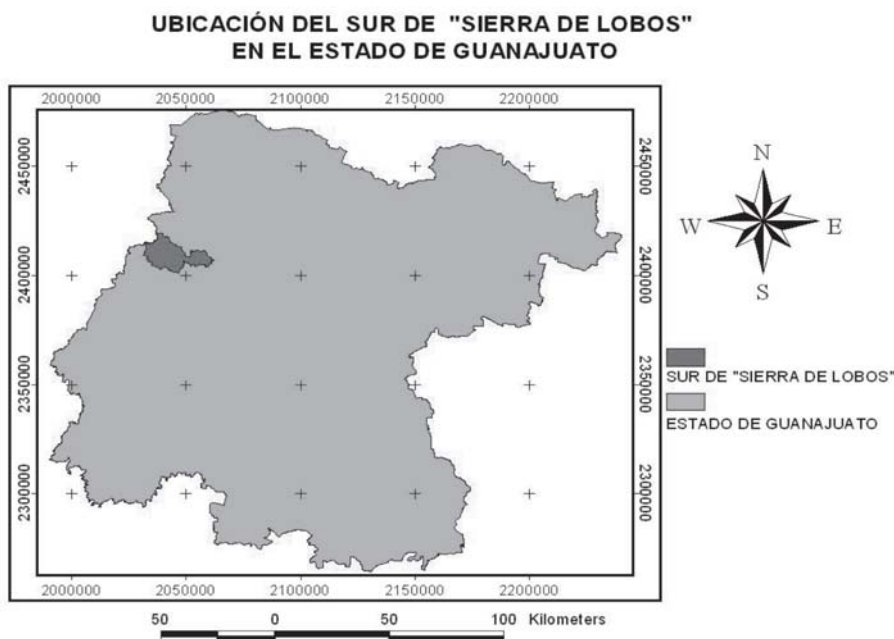 UBICACIÓN DEL SUR DE "SIERRA DE LOBOS"
EN EL ESTADO DE GUANAJUATO
2000000 2050000 2100000 2150000 2200000
2450000 2450000
2400000 2400000
2350000 2350000
2300000 2300000
2000000 2050000 2100000 2150000 2200000
N
W E
S
SUR DE "SIERRA DE LOBOS"
ESTADO DE GUANAJUATO
50 0 50 100 Kilometers